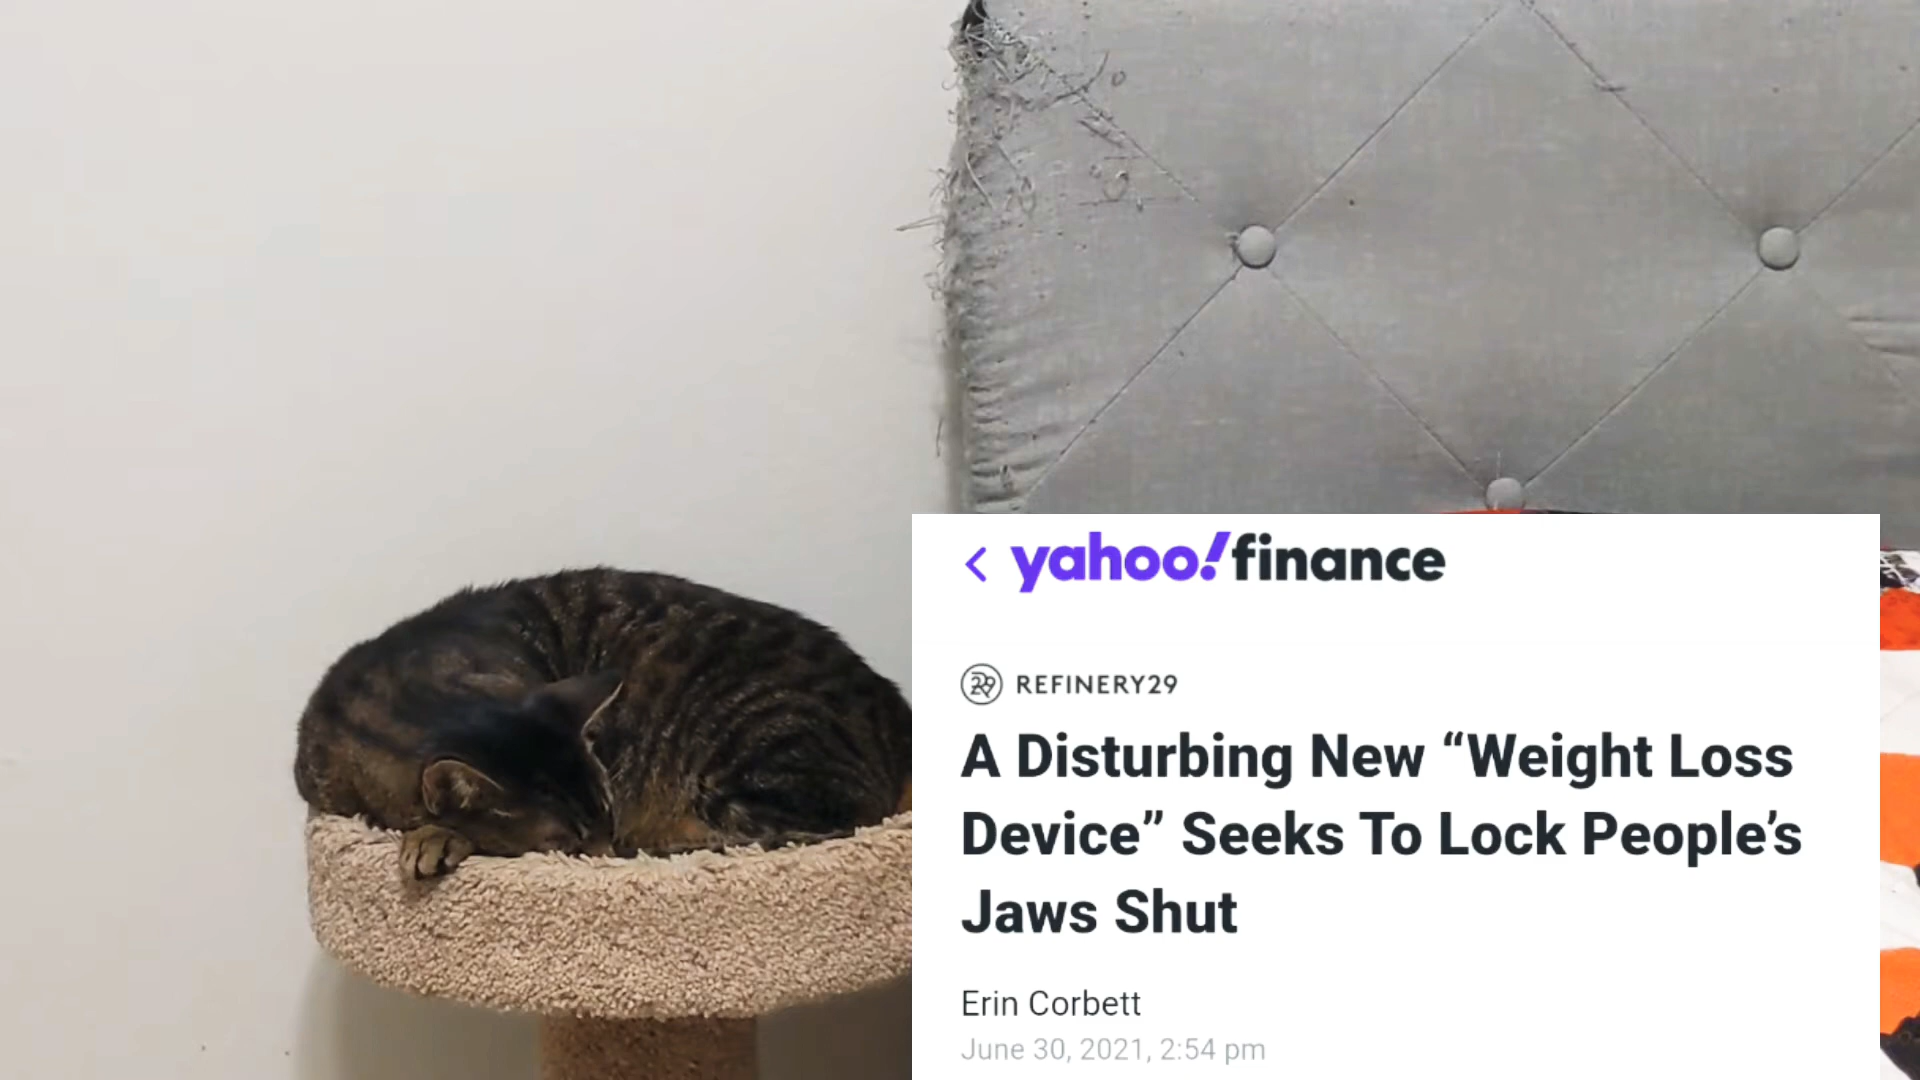 yahoo!finance
REFINERY29
A Disturbing New “Weight Loss
Device” Seeks To Lock People’s
Jaws Shut
Erin Corbett
June 30, 2021, 2:54 pm